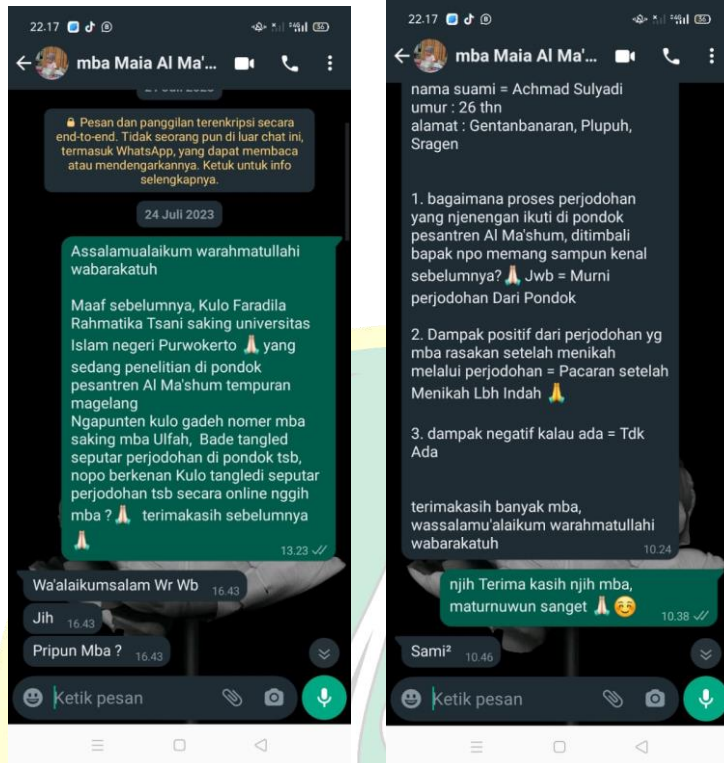 22.17
36
mba Maia Al Ma'...
🔒 Pesan dan panggilan terenkripsi secara
end-to-end. Tidak seorang pun di luar chat ini,
termasuk WhatsApp, yang dapat membaca
atau mendengarkannya. Ketuk untuk info
selengkapnya.
24 Juli 2023
Assalamualaikum warahmatullahi
wabarakatuh
Maaf sebelumnya, Kulo Faradila
Rahmatika Tsani saking universitas
Islam negeri Purwokerto 🙏🏻 yang
sedang penelitian di pondok
pesantren Al Ma'shum tempuran
magelang
Ngapunten kulo gadeh nomer mba
saking mba Ulfah, Bade tangled
seputar perjodohan di pondok tsb,
nopo berkenan Kulo tangledi seputar
perjodohan tsb secara online nggih
mba ? 🙏🏻 terimakasih sebelumnya
🙏🏻
13.23
Wa'alaikumsalam Wr Wb 16.43
Jih 16.43
Pripun Mba ? 16.43
Ketik pesan
22.17
36
mba Maia Al Ma'...
nama suami = Achmad Sulyadi
umur : 26 thn
alamat : Gentanbanaran, Plupuh,
Sragen
1. bagaimana proses perjodohan
yang njenengan ikuti di pondok
pesantren Al Ma'shum, ditimbali
bapak npo memang sampun kenal
sebelumnya? 🙏🏻 Jwb = Murni
perjodohan Dari Pondok
2. Dampak positif dari perjodohan yg
mba rasakan setelah menikah
melalui perjodohan = Pacaran setelah
Menikah Lbh Indah 🙏
3. dampak negatif kalau ada = Tdk
Ada
terimakasih banyak mba,
wassalamu'alaikum warahmatullahi
wabarakatuh
10.24
njih Terima kasih njih mba,
maturnuwun sanget 🙏🏻☺️
10.38
Sami² 10.46
Ketik pesan